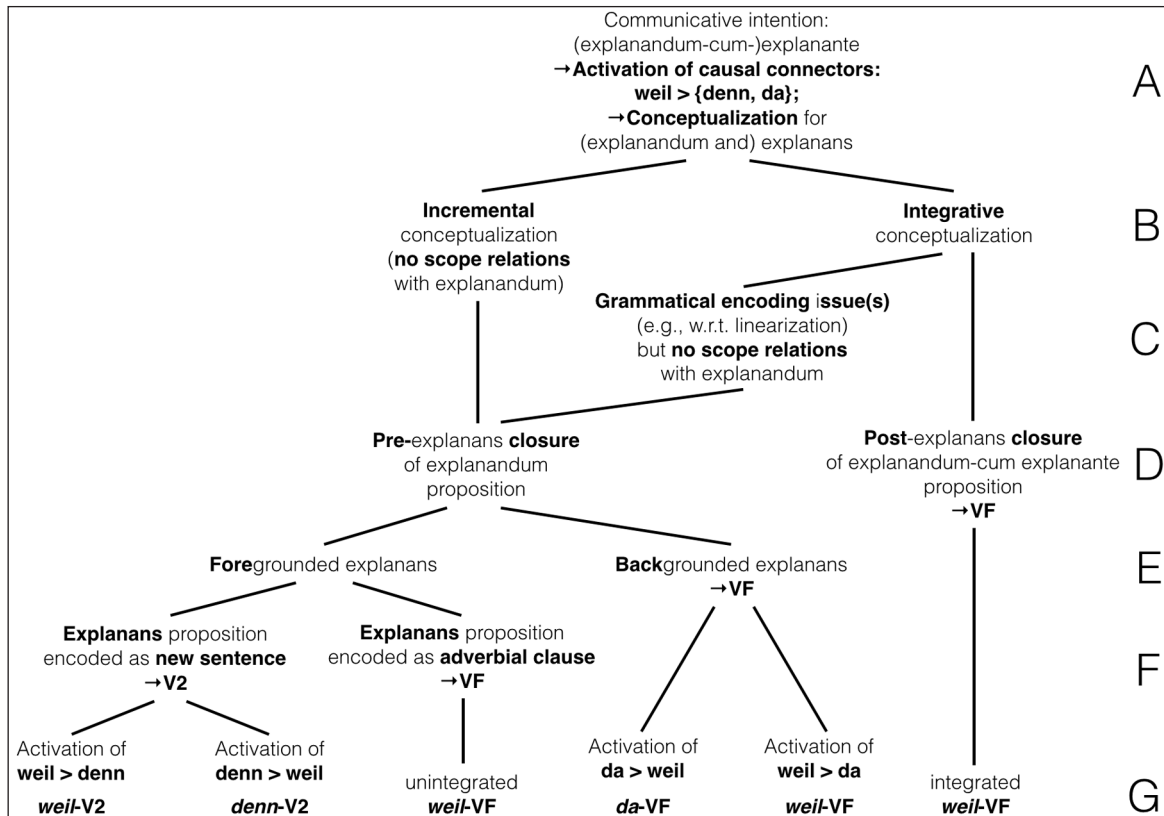 Communicative intention:
(explanandum-cum-)explanante
→Activation of causal connectors:
weil > {denn, da};
→Conceptualization for
(explanandum and) explanans
A
Incremental
conceptualization
(no scope relations
with explanandum)
Integrative
conceptualization
B
Grammatical encoding issue(s)
(e.g., w.r.t. linearization)
but no scope relations
with explanandum
C
Pre-explanans closure
of explanandum
proposition
Post-explanans closure
of explanandum-cum explanante
proposition
→VF
D
Foregrounded explanans
Backgrounded explanans
→VF
E
Explanans proposition
encoded as new sentence
→V2
Explanans proposition
encoded as adverbial clause
→VF
F
Activation of
weil > denn
weil-V2
Activation of
denn > weil
denn-V2
unintegrated
weil-VF
Activation of
da > weil
da-VF
Activation of
weil > da
weil-VF
integrated
weil-VF
G